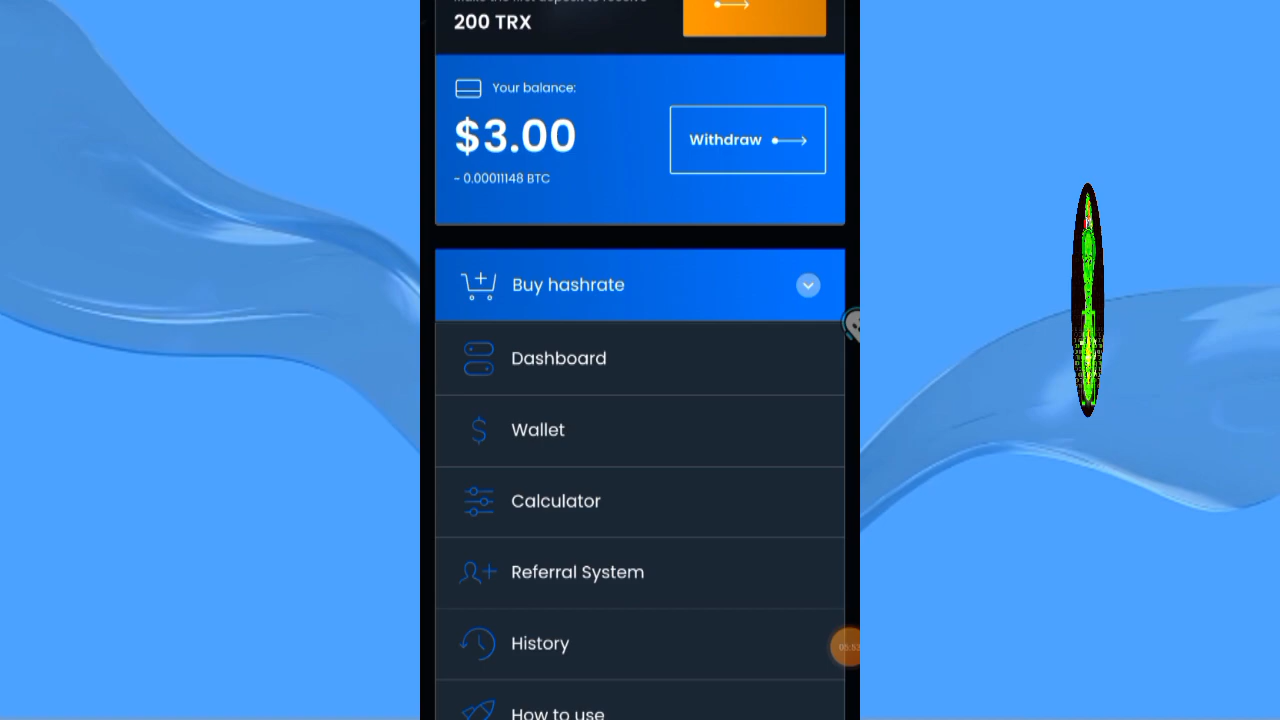 200 TRX
Your balance:
$3.00
Withdraw
~ 0.00011148 BTC
Buy hashrate
Dashboard
Wallet
Calculator
Referral System
History
How to use